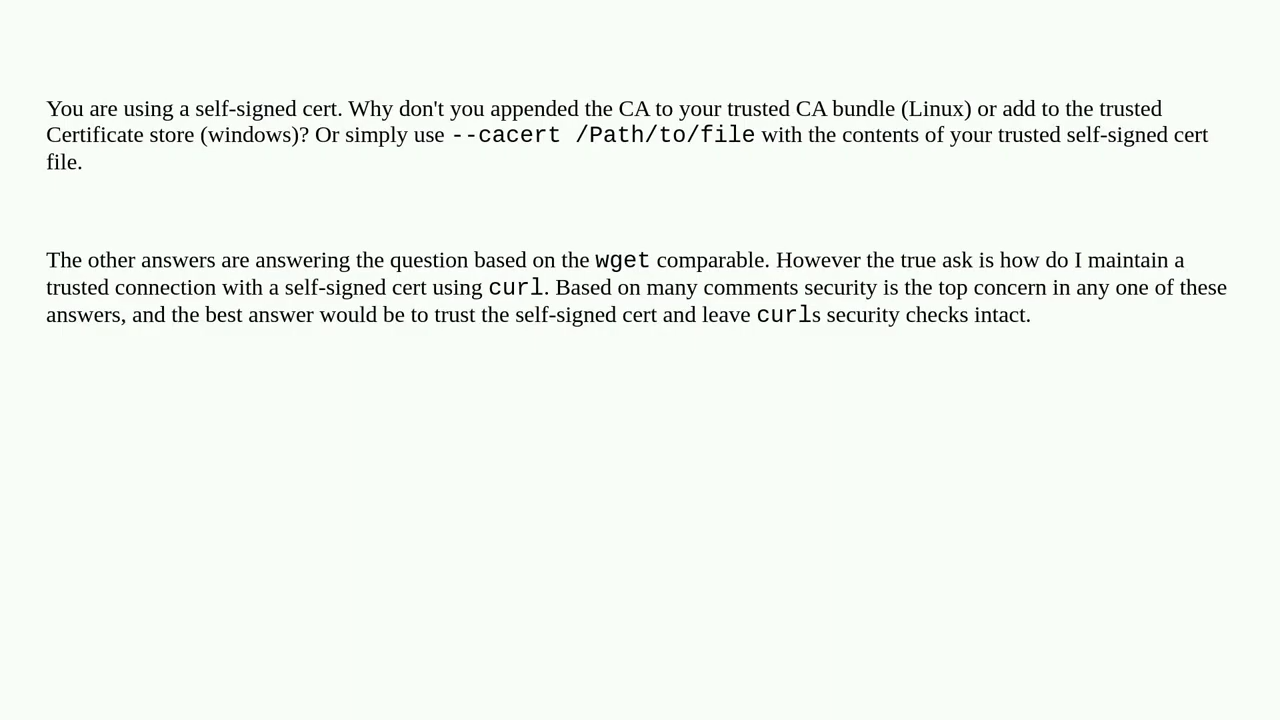 You are using a self-signed cert. Why don't you appended the CA to your trusted CA bundle (Linux) or add to the trusted
Certificate store (windows)? Or simply use --cacert /Path/to/file with the contents of your trusted self-signed cert
file.
The other answers are answering the question based on the wget comparable. However the true ask is how do I maintain a
trusted connection with a self-signed cert using curl. Based on many comments security is the top concern in any one of these
answers, and the best answer would be to trust the self-signed cert and leave curls security checks intact.